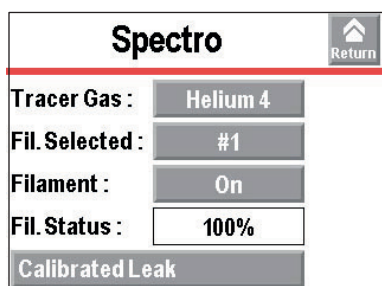 Spectro
Return
Tracer Gas : Helium 4
Fil. Selected : #1
Filament : On
Fil. Status : 100%
Calibrated Leak